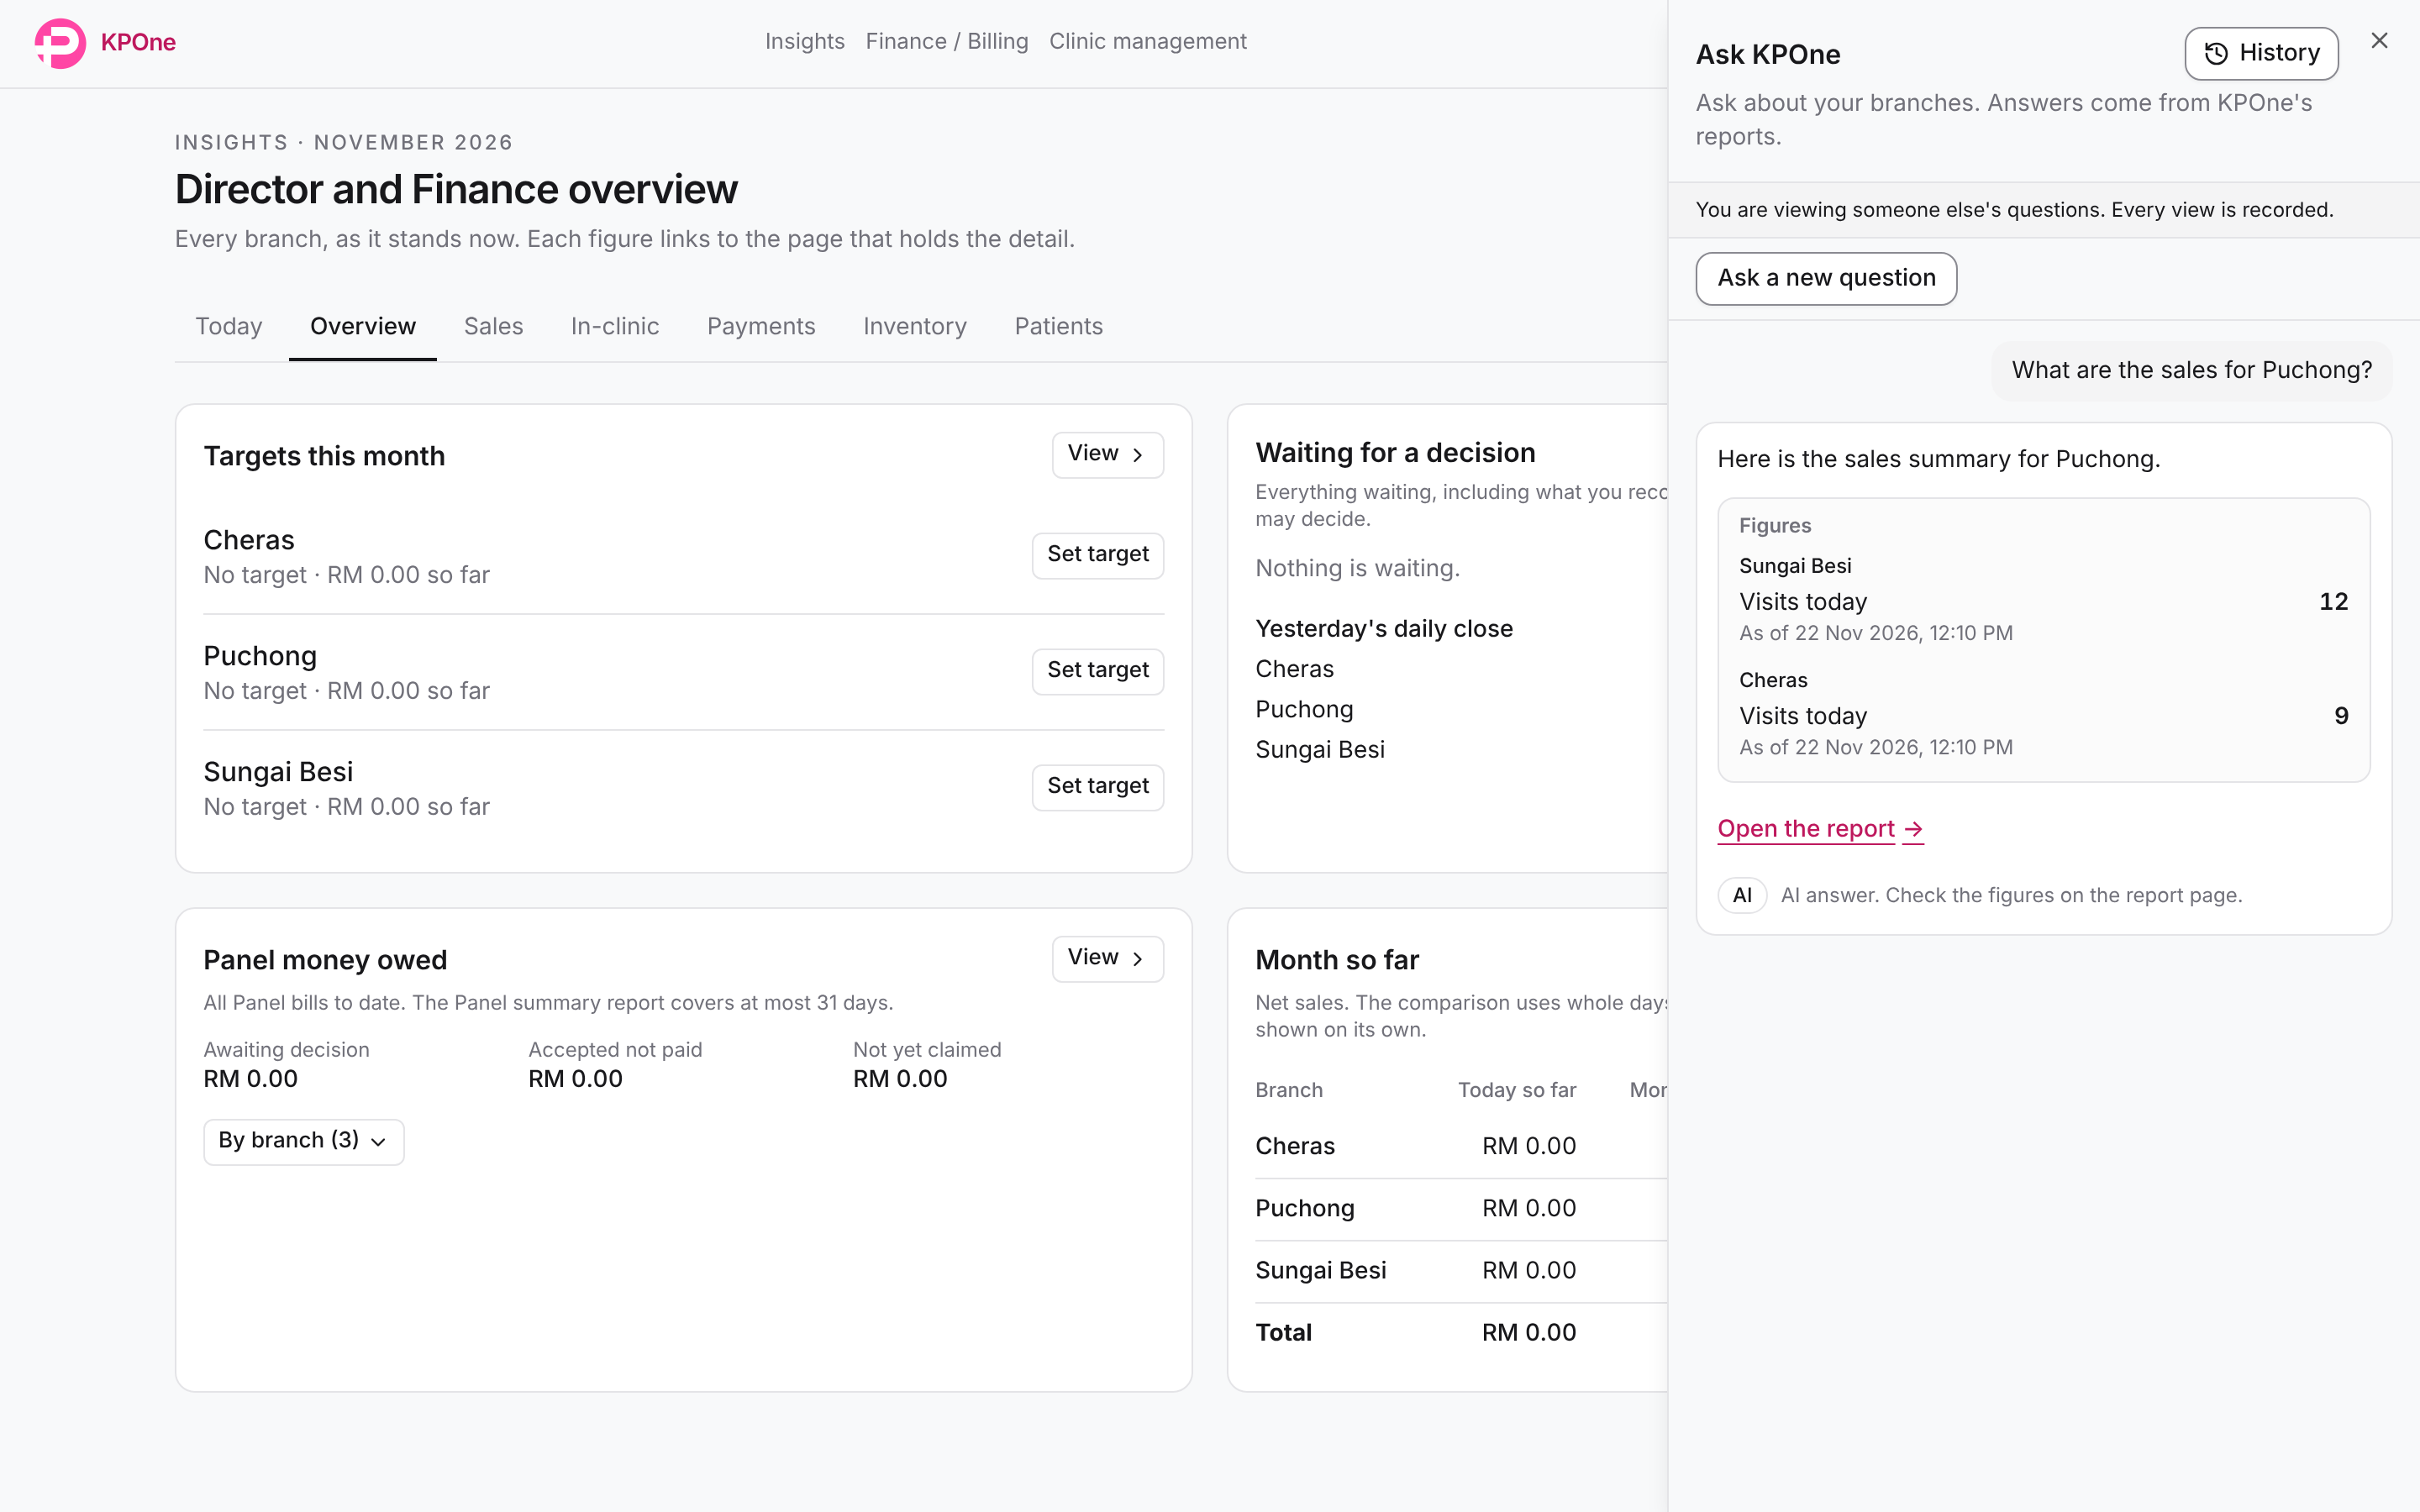 KPOne
Insights
Finance / Billing
Clinic management
INSIGHTS · NOVEMBER 2026
Director and Finance overview
Every branch, as it stands now. Each figure links to the page that holds the detail.
Today
Overview
Sales
In-clinic
Payments
Inventory
Patients
Targets this month
View
Cheras
No target · RM 0.00 so far
Set target
Puchong
No target · RM 0.00 so far
Set target
Sungai Besi
No target · RM 0.00 so far
Set target
Waiting for a decision
Everything waiting, including what you
may decide.
Nothing is waiting.
Yesterday's daily close
Cheras
Puchong
Sungai Besi
Panel money owed
View
All Panel bills to date. The Panel summary report covers at most 31 days.
Awaiting decision
RM 0.00
Accepted not paid
RM 0.00
Not yet claimed
RM 0.00
By branch (3)
Month so far
Net sales. The comparison uses whole days
shown on its own.
Branch
Today so far
Cheras
RM 0.00
Puchong
RM 0.00
Sungai Besi
RM 0.00
Total
RM 0.00
Ask KPOne
History
Ask about your branches. Answers come from KPOne's
reports.
You are viewing someone else's questions. Every view is recorded.
Ask a new question
What are the sales for Puchong?
Here is the sales summary for Puchong.
Figures
Sungai Besi
Visits today
12
As of 22 Nov 2026, 12:10 PM
Cheras
Visits today
9
As of 22 Nov 2026, 12:10 PM
Open the report →
AI
AI answer. Check the figures on the report page.